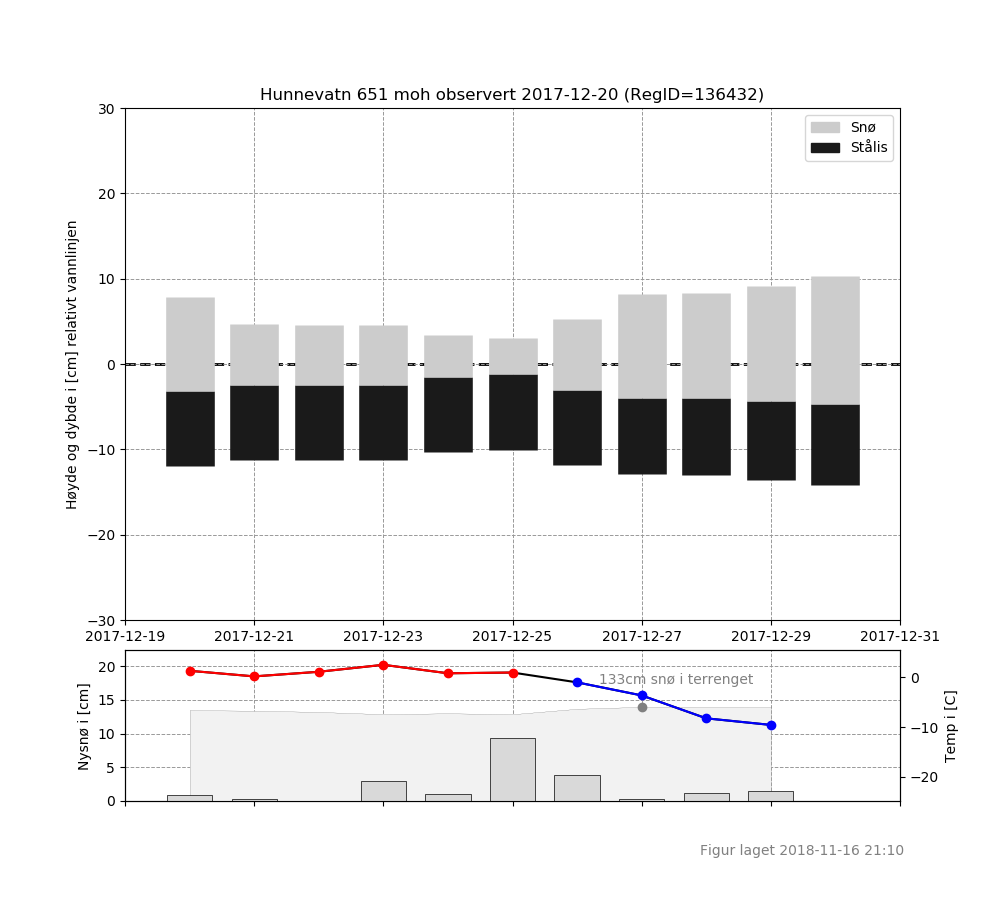 Hunnevatn 651 moh observert 2017-12-20 (RegID=136432)
Snø
Stålis
Høyde og dybde i [cm] relativt vannlinjen
30
20
10
0
−10
−20
−30
2017-12-19 2017-12-21 2017-12-23 2017-12-25 2017-12-27 2017-12-29 2017-12-31
Nysnø i [cm]
20
15
10
5
0
133cm snø i terrenget
0
−10
−20
Temp i [C]
Figur laget 2018-11-16 21:10